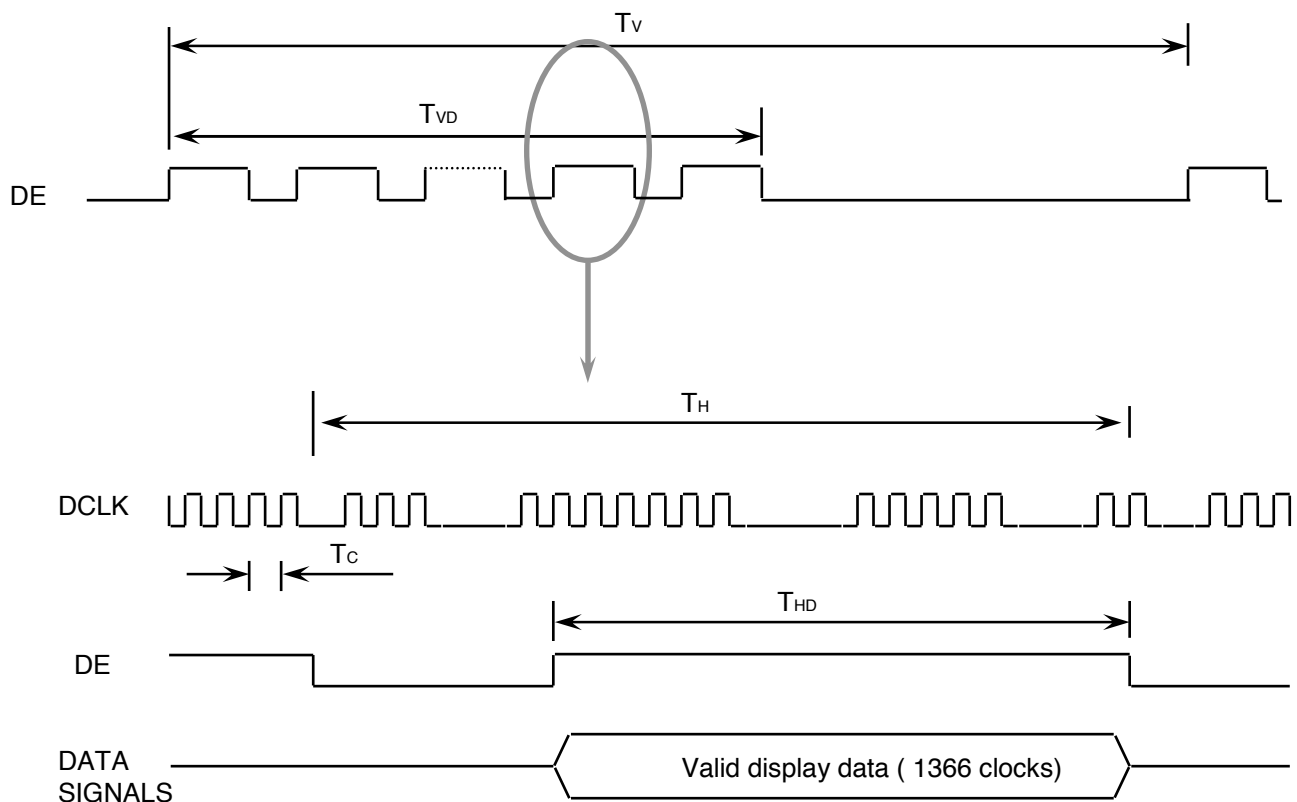 TV
TVD
DE
TH
DCLK
TC
THD
DE
DATA
SIGNALS
Valid display data ( 1366 clocks)